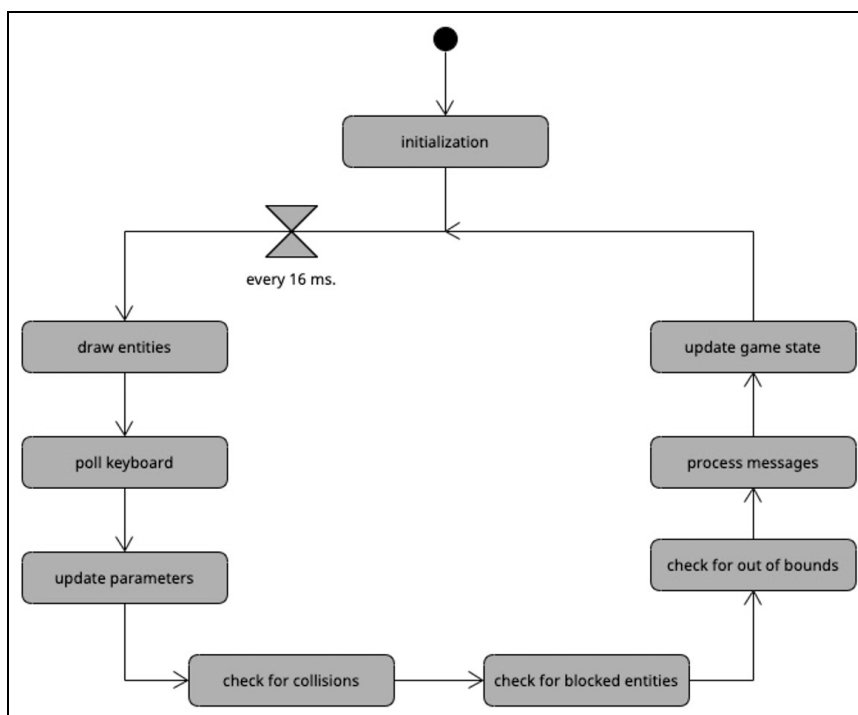 initialization
every 16 ms.
draw entities
poll keyboard
update parameters
check for collisions
check for blocked entities
check for out of bounds
process messages
update game state